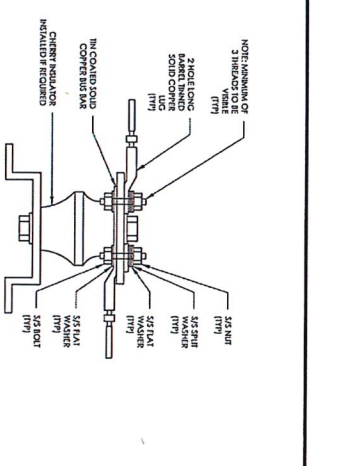 NOTE: MINIMUM OF
3 THREADS TO BE
VISIBLE
(TYP)
2 HOLE LONG
BARREL TINNED
SOLID COPPER
LUG
(TYP)
TIN COATED SOLID
COPPER BUS BAR
CHERRY INSULATOR
INSTALLED IF REQUIRED
S/S NUT
(TYP)
S/S SPLIT
WASHER
(TYP)
S/S FLAT
WASHER
(TYP)
S/S FLAT
WASHER
(TYP)
S/S BOLT
(TYP)